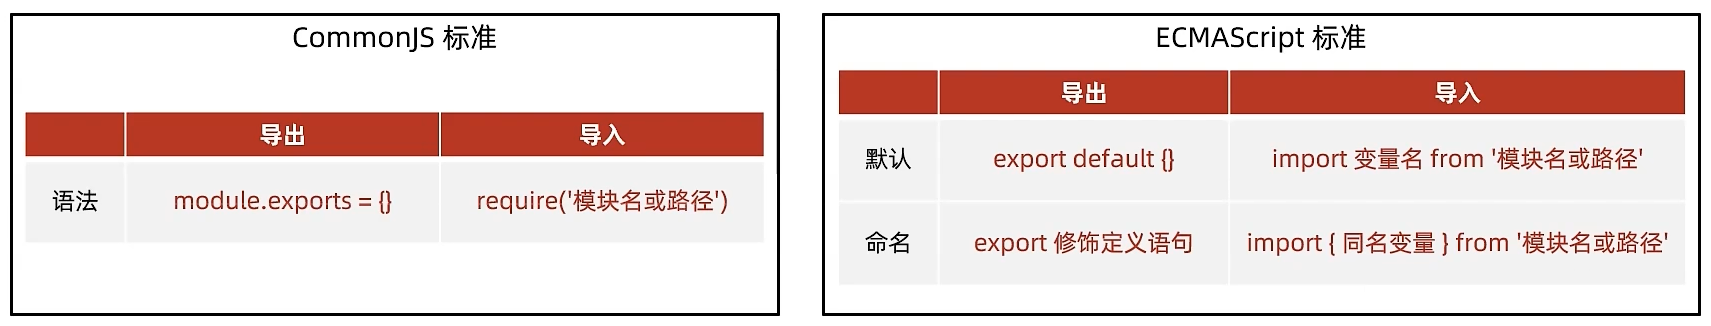 CommonJS 标准
导出 导入
语法 module.exports = {} require('模块名或路径')
ECMAScript 标准
导出 导入
默认 export default {} import 变量名 from '模块名或路径'
命名 export 修饰定义语句 import { 同名变量 } from '模块名或路径'